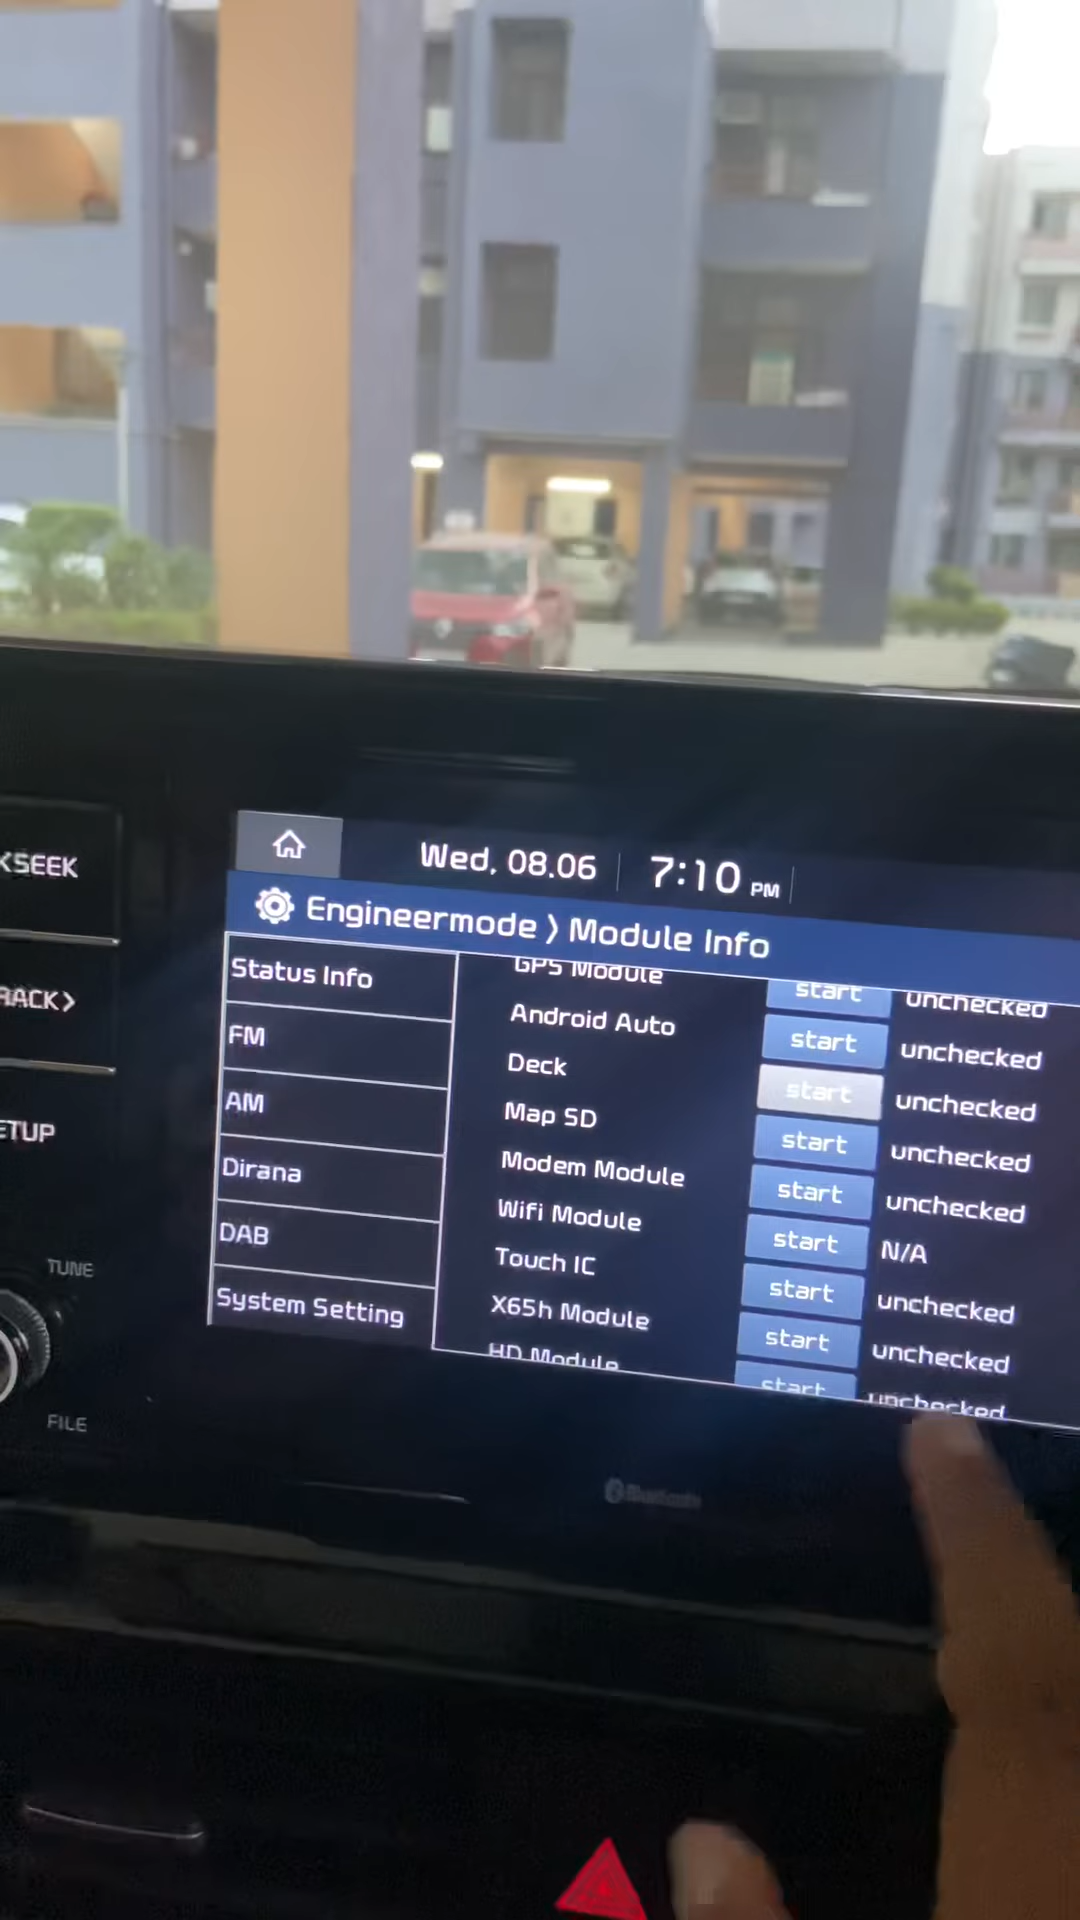 KSEEK
RACK>
ETUP
TUNE
FILE
Wed, 08.06
7:10 PM
Engineermode > Module Info
Status Info
FM
AM
Dirana
DAB
System Setting
GPS Module start unchecked
Android Auto start unchecked
Deck start unchecked
Map SD start unchecked
Modem Module start unchecked
Wifi Module start N/A
Touch IC start unchecked
X65h Module start unchecked
HD Module start unchecked
Bluetooth